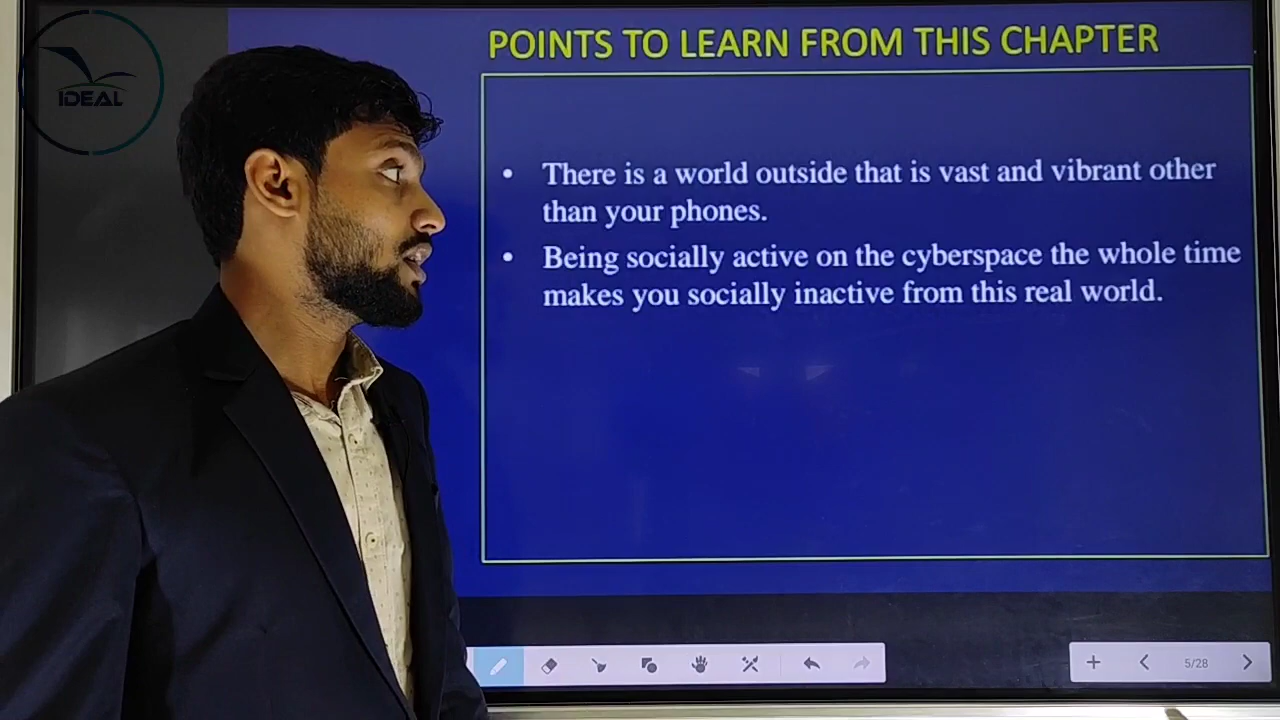 IDEAL
POINTS TO LEARN FROM THIS CHAPTER
• There is a world outside that is vast and vibrant other
than your phones.
• Being socially active on the cyberspace the whole time
makes you socially inactive from this real world.
5/28